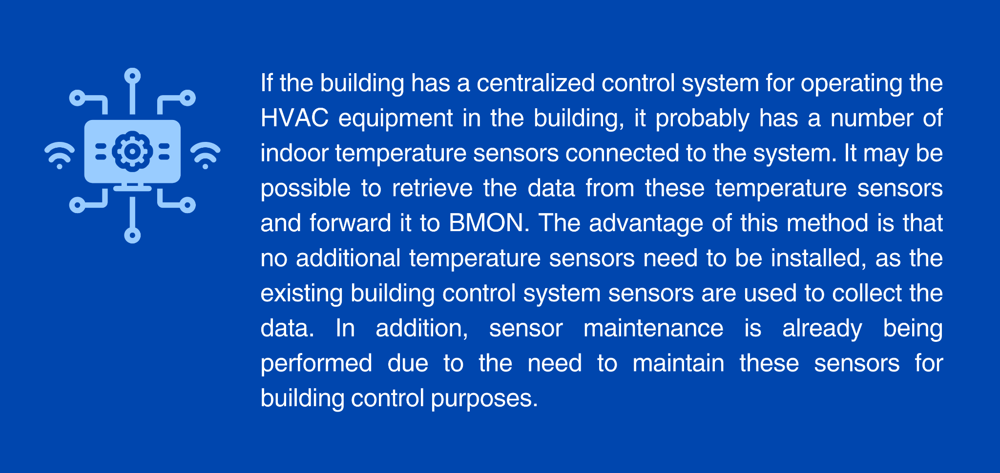 If the building has a centralized control system for operating the
HVAC equipment in the building, it probably has a number of
indoor temperature sensors connected to the system. It may be
possible to retrieve the data from these temperature sensors
and forward it to BMON. The advantage of this method is that
no additional temperature sensors need to be installed, as the
existing building control system sensors are used to collect the
data. In addition, sensor maintenance is already being
performed due to the need to maintain these sensors for
building control purposes.